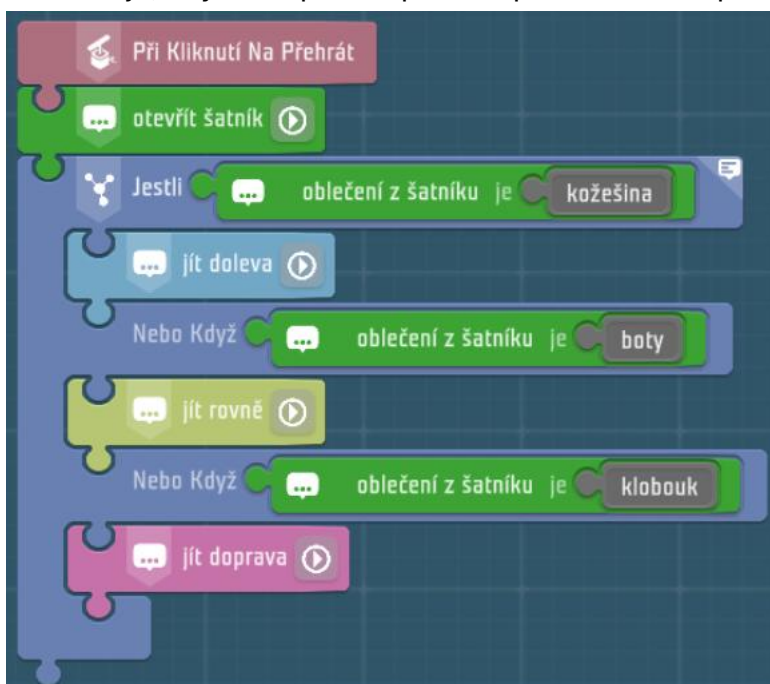 Při Kliknutí Na Přehrát
otevřít šatník
Jestli oblečení z šatníku je kožešina
jít doleva
Nebo Když oblečení z šatníku je boty
jít rovně
Nebo Když oblečení z šatníku je klobouk
jít doprava